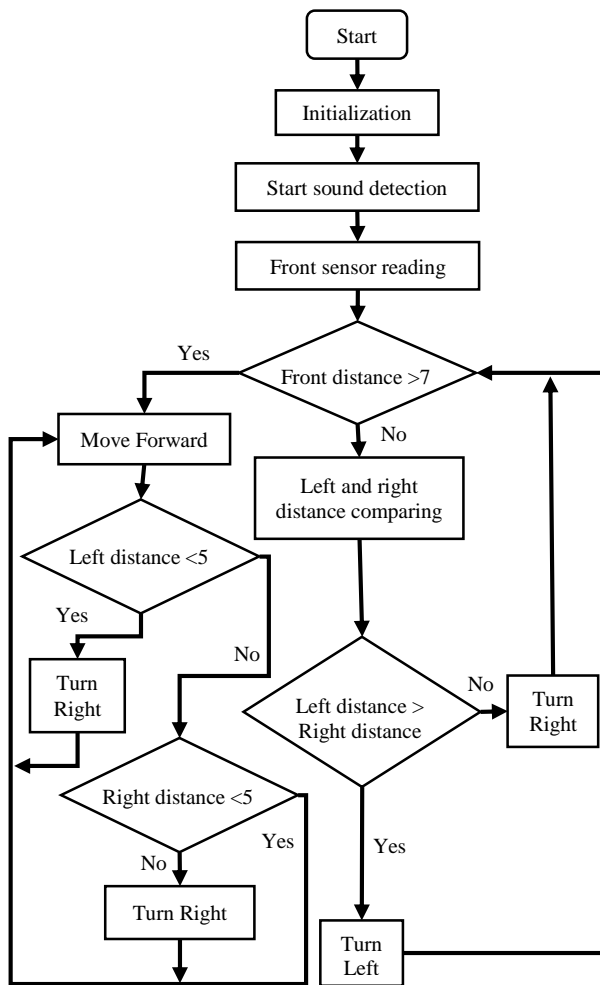 Start
Initialization
Start sound detection
Front sensor reading
Yes
Front distance >7
Move Forward
No
Left and right
distance comparing
Left distance <5
Yes
No
Turn
Right
Left distance >
Right distance
No
Turn
Right
Right distance <5
Yes
No
Yes
Turn Right
Turn
Left